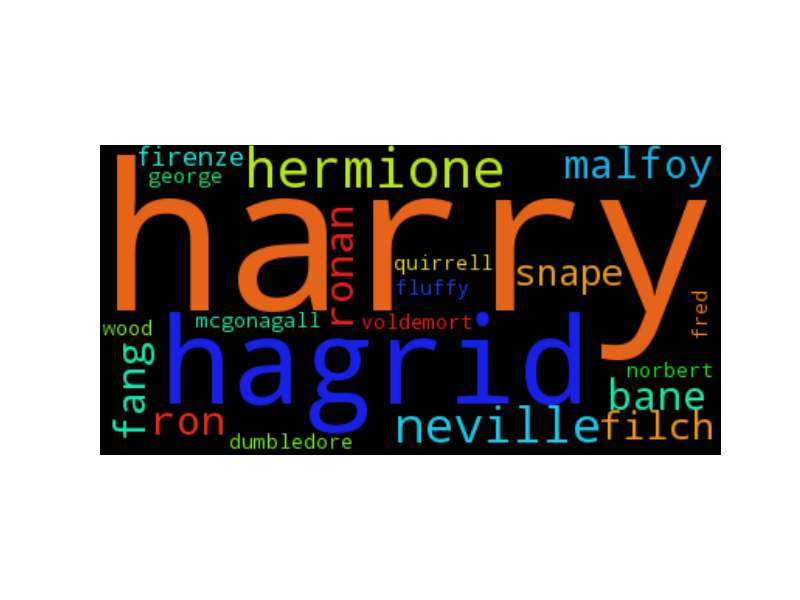 firenze
george
hermione
malfoy
harry
ronan
quirrell
snape
fluffy
fred
wood
mcgonagall
voldemort
hagrid
fang
norbert
bane
ron
neville
filch
dumbledore